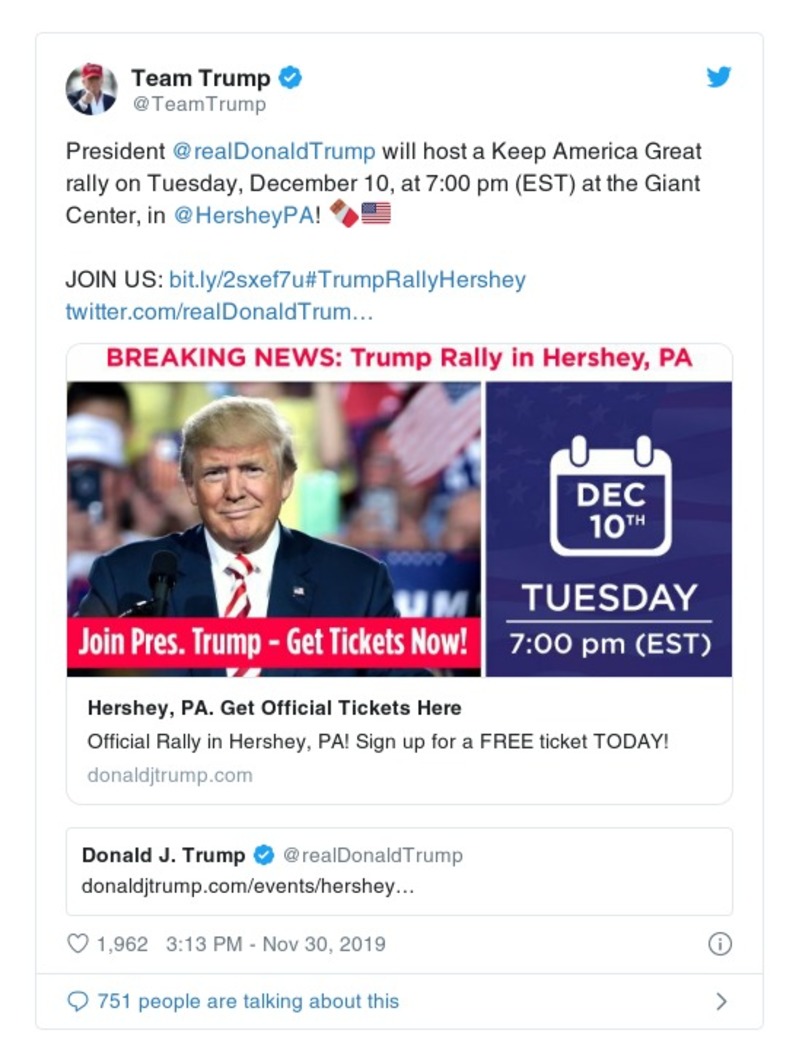 Team Trump
@TeamTrump
President @realDonaldTrump will host a Keep America Great
rally on Tuesday, December 10, at 7:00 pm (EST) at the Giant
Center, in @HersheyPA! 🍫🇺🇸
JOIN US: bit.ly/2sxef7u#TrumpRallyHershey
twitter.com/realDonaldTrum…
BREAKING NEWS: Trump Rally in Hershey, PA
UM
Join Pres. Trump - Get Tickets Now!
DEC
10TH
TUESDAY
7:00 pm (EST)
Hershey, PA. Get Official Tickets Here
Official Rally in Hershey, PA! Sign up for a FREE ticket TODAY!
donaldjtrump.com
Donald J. Trump @realDonaldTrump
donaldjtrump.com/events/hershey…
1,962 3:13 PM - Nov 30, 2019
751 people are talking about this